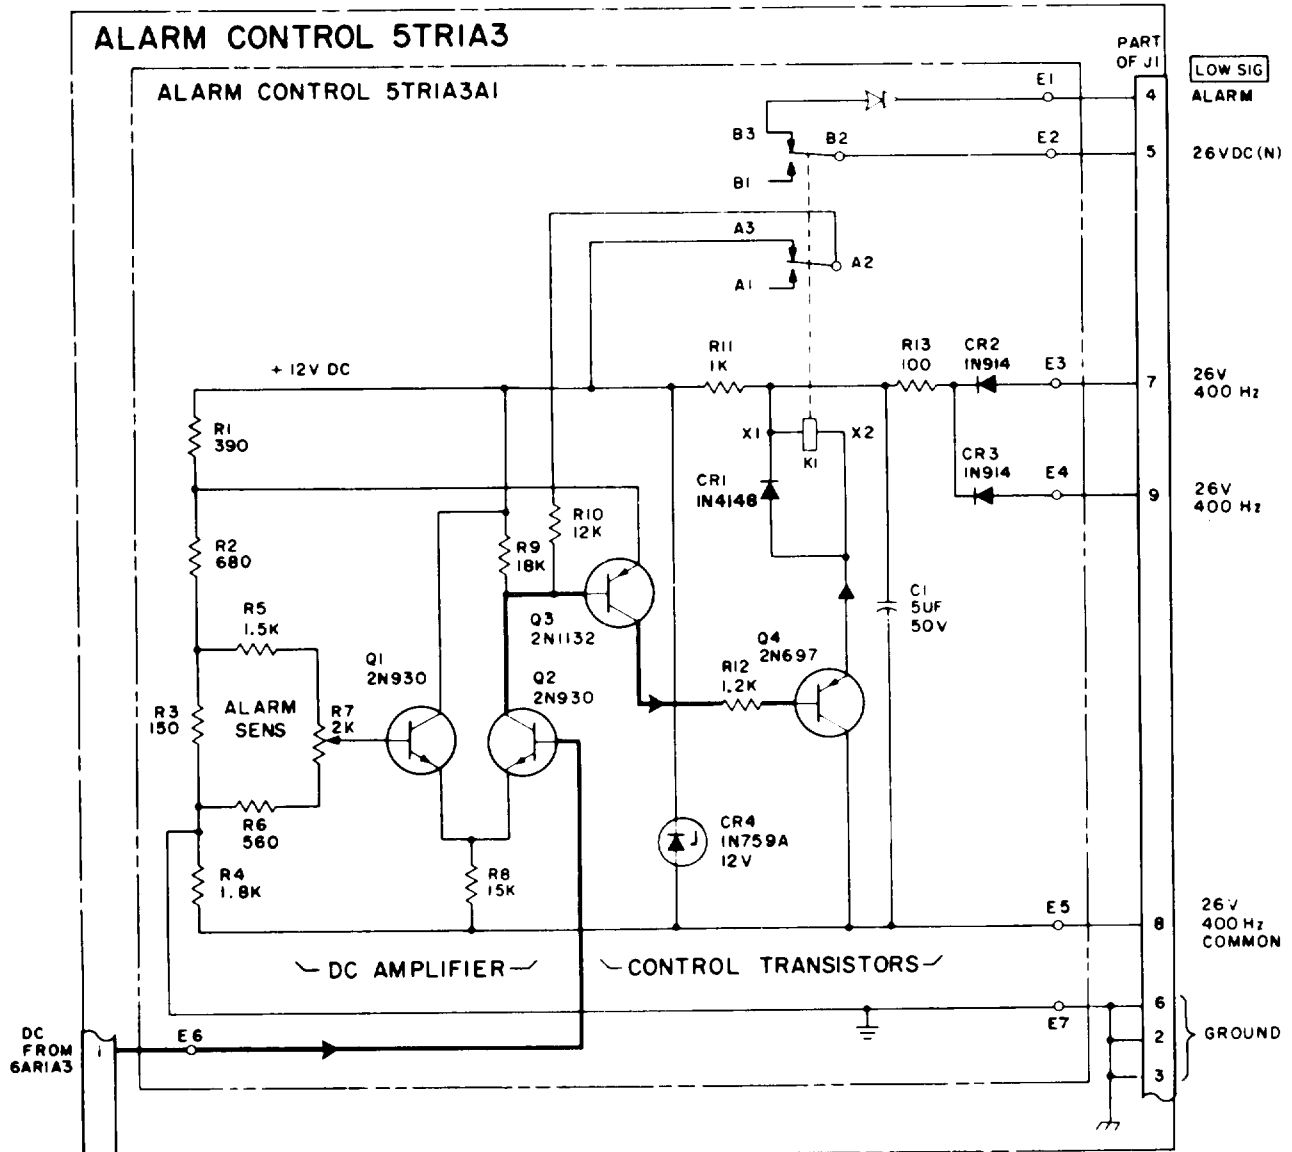 ALARM CONTROL 5TR1A3
ALARM CONTROL 5TR1A3A1
PART
OF J1
LOW SIG
ALARM
E1
4
B3
B2
E2
5
26VDC(N)
B1
A3
A2
A1
+12V DC
R11
1K
R13
100
CR2
1N914
E3
7
26V
400 Hz
R1
390
X1
X2
K1
CR1
1N4148
CR3
1N914
E4
9
26V
400 Hz
R2
680
R9
18K
R10
12K
R5
1.5K
Q3
2N1132
C1
5UF
50V
Q1
2N930
Q2
2N930
Q4
2N697
R12
1.2K
R3
150
ALARM
SENS
R7
2K
R6
560
CR4
1N759A
12V
R4
1.8K
R8
15K
E5
8
26V
400 Hz
COMMON
DC AMPLIFIER
CONTROL TRANSISTORS
6
E7
2
3
GROUND
DC
FROM
6AR1A3
1
E6